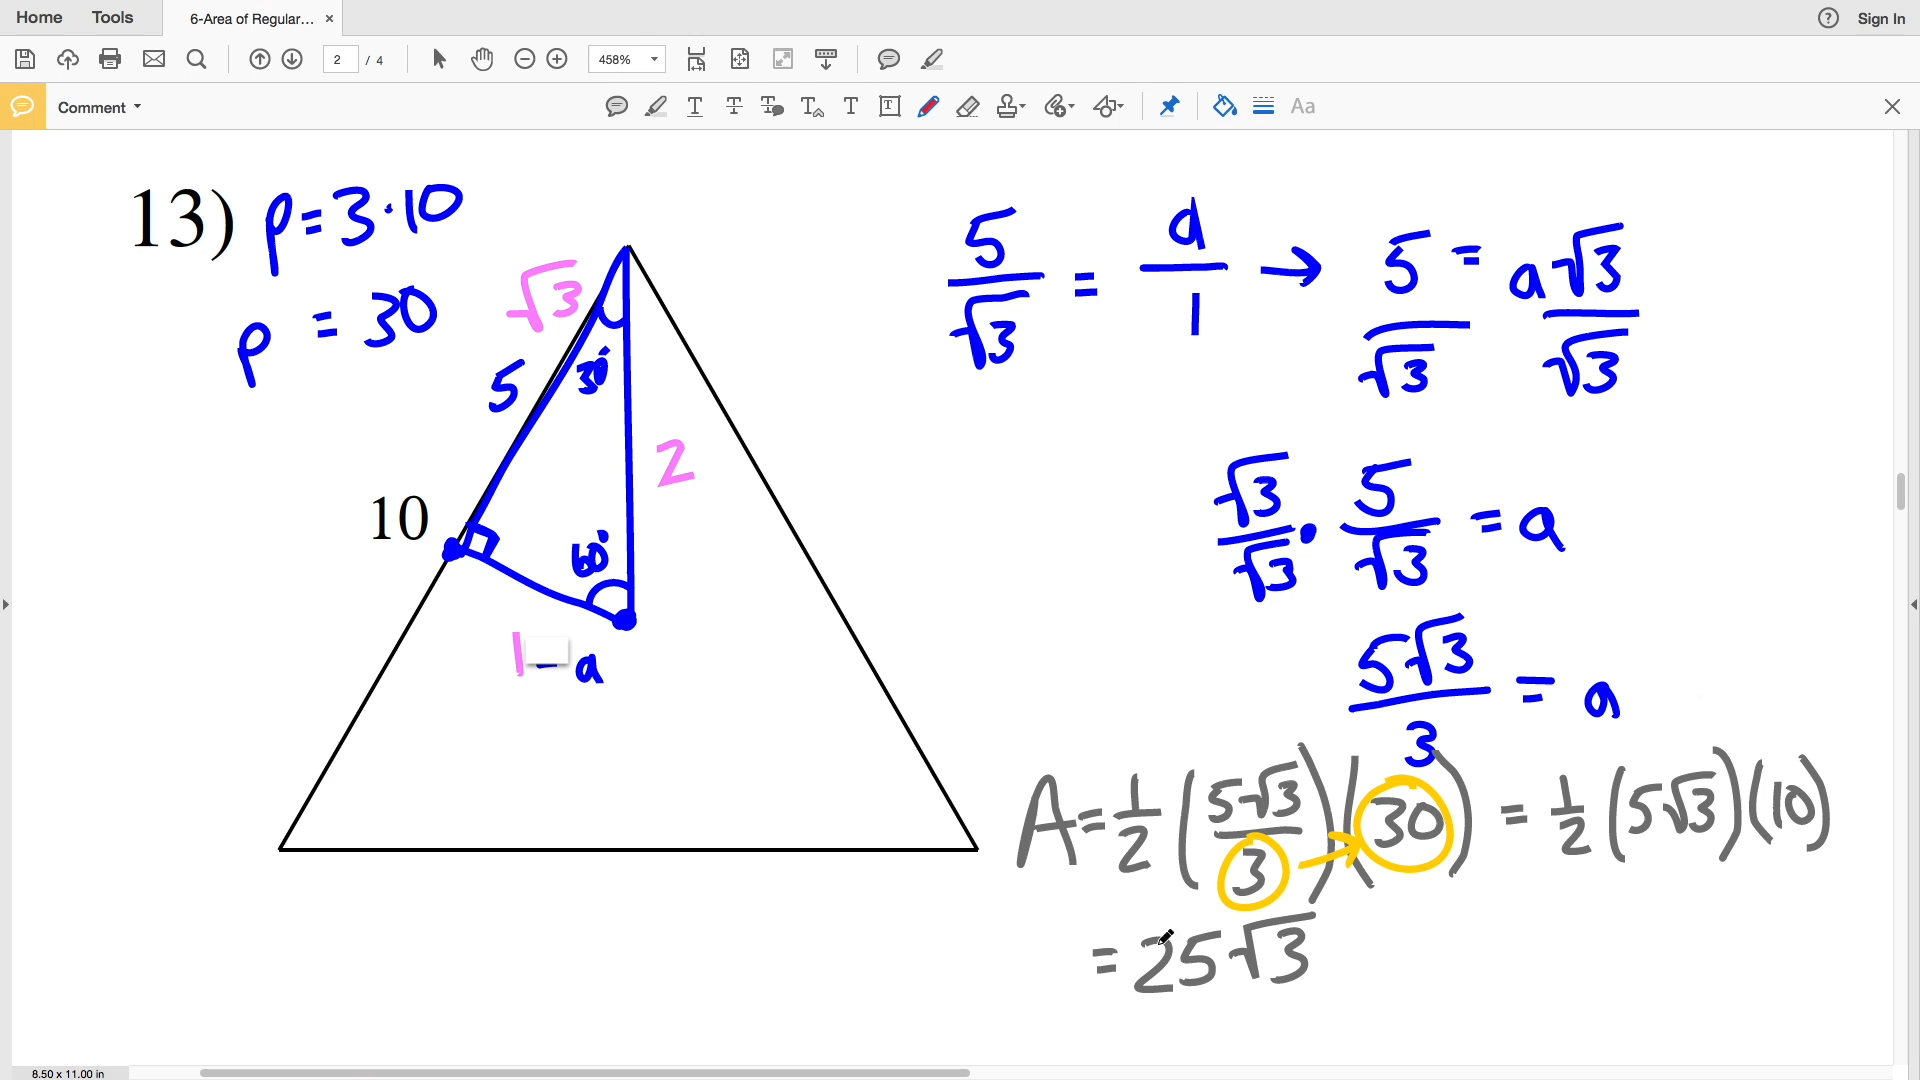 Home Tools 6-Area of Regular... × Sign In
2 / 4 458%
Comment
T T T T T T Aa
13) p = 3·10
p = 30
√3
5
30°
2
10
60°
1 a
5/√3 = a/1 → 5/√3 = a√3/√3
√3/√3 · 5/√3 = a
5√3/3 = a
A = 1/2 (5√3/3)(30) = 1/2 (5√3)(10)
= 25√3
8.50 x 11.00 in